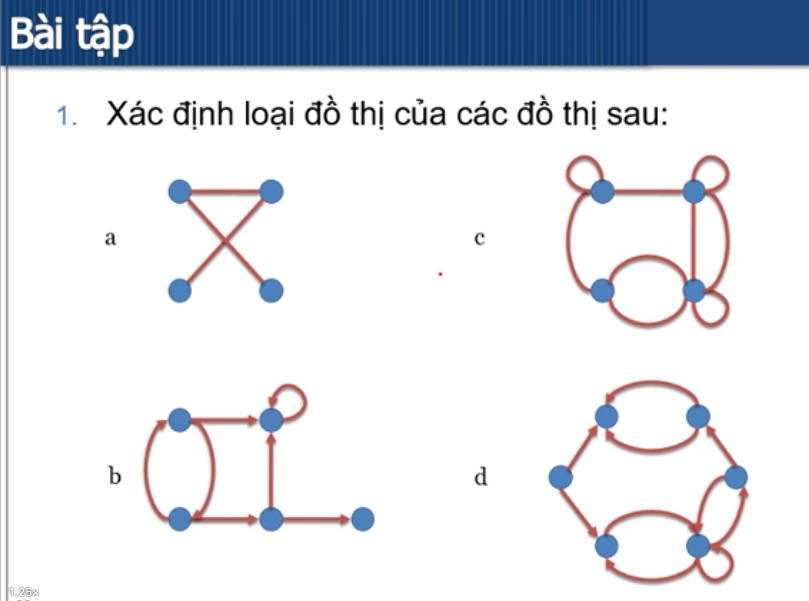 Bài tập
1. Xác định loại đồ thị của các đồ thị sau:
a
c
b
d
1.25x